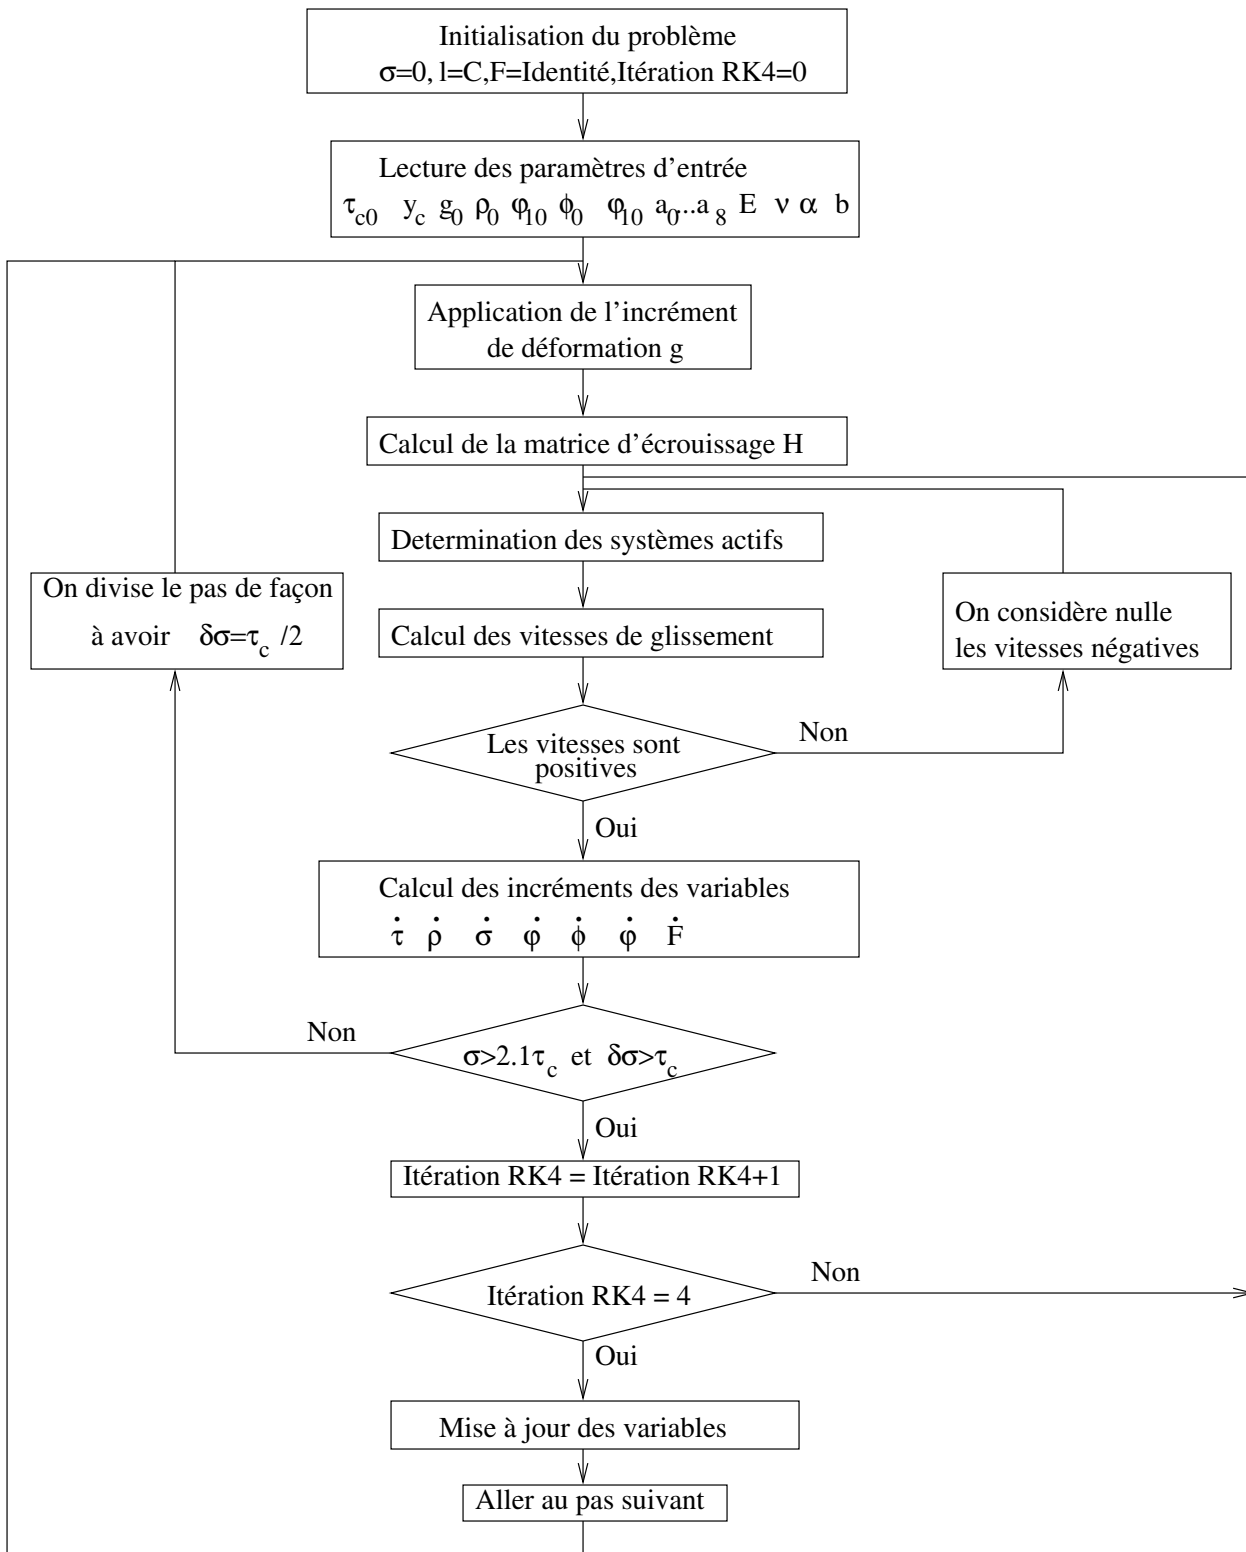 Initialisation du problème
σ=0, l=C,F=Identité,Itération RK4=0
Lecture des paramètres d'entrée
τc0 yc g0 ρ0 φ10 ϕ0 φ10 a0...a8 E ν α b
Application de l'incrément
de déformation g
Calcul de la matrice d'écrouissage H
Determination des systèmes actifs
On divise le pas de façon
à avoir δσ=τc /2
On considère nulle
les vitesses négatives
Calcul des vitesses de glissement
Les vitesses sont
positives
Non
Oui
Calcul des incréments des variables
τ̇ ρ̇ σ̇ φ̇ ϕ̇ φ̇ Ḟ
Non
σ>2.1τc et δσ>τc
Oui
Itération RK4 = Itération RK4+1
Non
Itération RK4 = 4
Oui
Mise à jour des variables
Aller au pas suivant